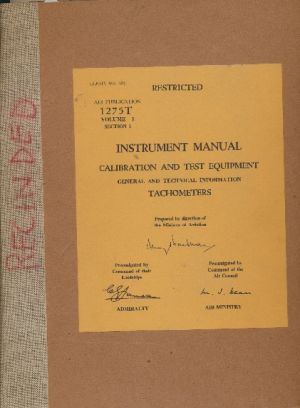 RECINDED
RESTRICTED
AIR PUBLICATION
1275T
VOLUME 1
SECTION 1
INSTRUMENT MANUAL
CALIBRATION AND TEST EQUIPMENT
GENERAL AND TECHNICAL INFORMATION
TACHOMETERS
Prepared by direction of
the Minister of Aviation
Promulgated by
Command of their
Lordships
ADMIRALTY
Promulgated by
Command of the
Air Council
AIR MINISTRY